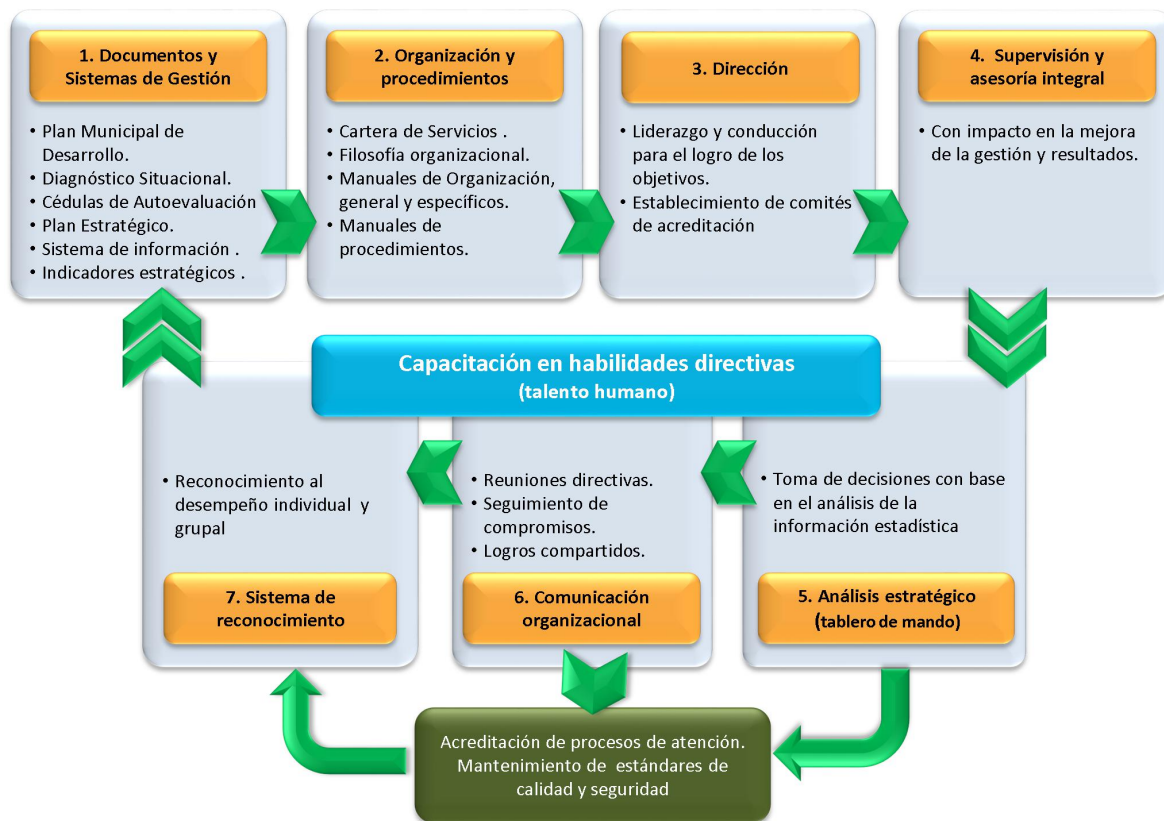 1. Documentos y
Sistemas de Gestión
• Plan Municipal de
Desarrollo.
• Diagnóstico Situacional.
• Cédulas de Autoevaluación
• Plan Estratégico.
• Sistema de información .
• Indicadores estratégicos .
2. Organización y
procedimientos
• Cartera de Servicios .
• Filosofía organizacional.
• Manuales de Organización,
general y específicos.
• Manuales de
procedimientos.
3. Dirección
• Liderazgo y conducción
para el logro de los
objetivos.
• Establecimiento de comités
de acreditación
4. Supervisión y
asesoría integral
• Con impacto en la mejora
de la gestión y resultados.
Capacitación en habilidades directivas
(talento humano)
• Reconocimiento al
desempeño individual y
grupal
7. Sistema de
reconocimiento
• Reuniones directivas.
• Seguimiento de
compromisos.
• Logros compartidos.
6. Comunicación
organizacional
• Toma de decisiones con base
en el análisis de la
información estadística
5. Análisis estratégico
(tablero de mando)
Acreditación de procesos de atención.
Mantenimiento de estándares de
calidad y seguridad